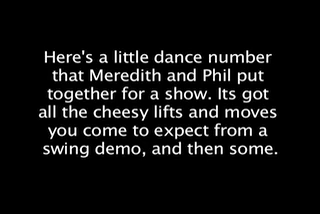 Here's a little dance number
that Meredith and Phil put
together for a show. Its got
all the cheesy lifts and moves
you come to expect from a
swing demo, and then some.